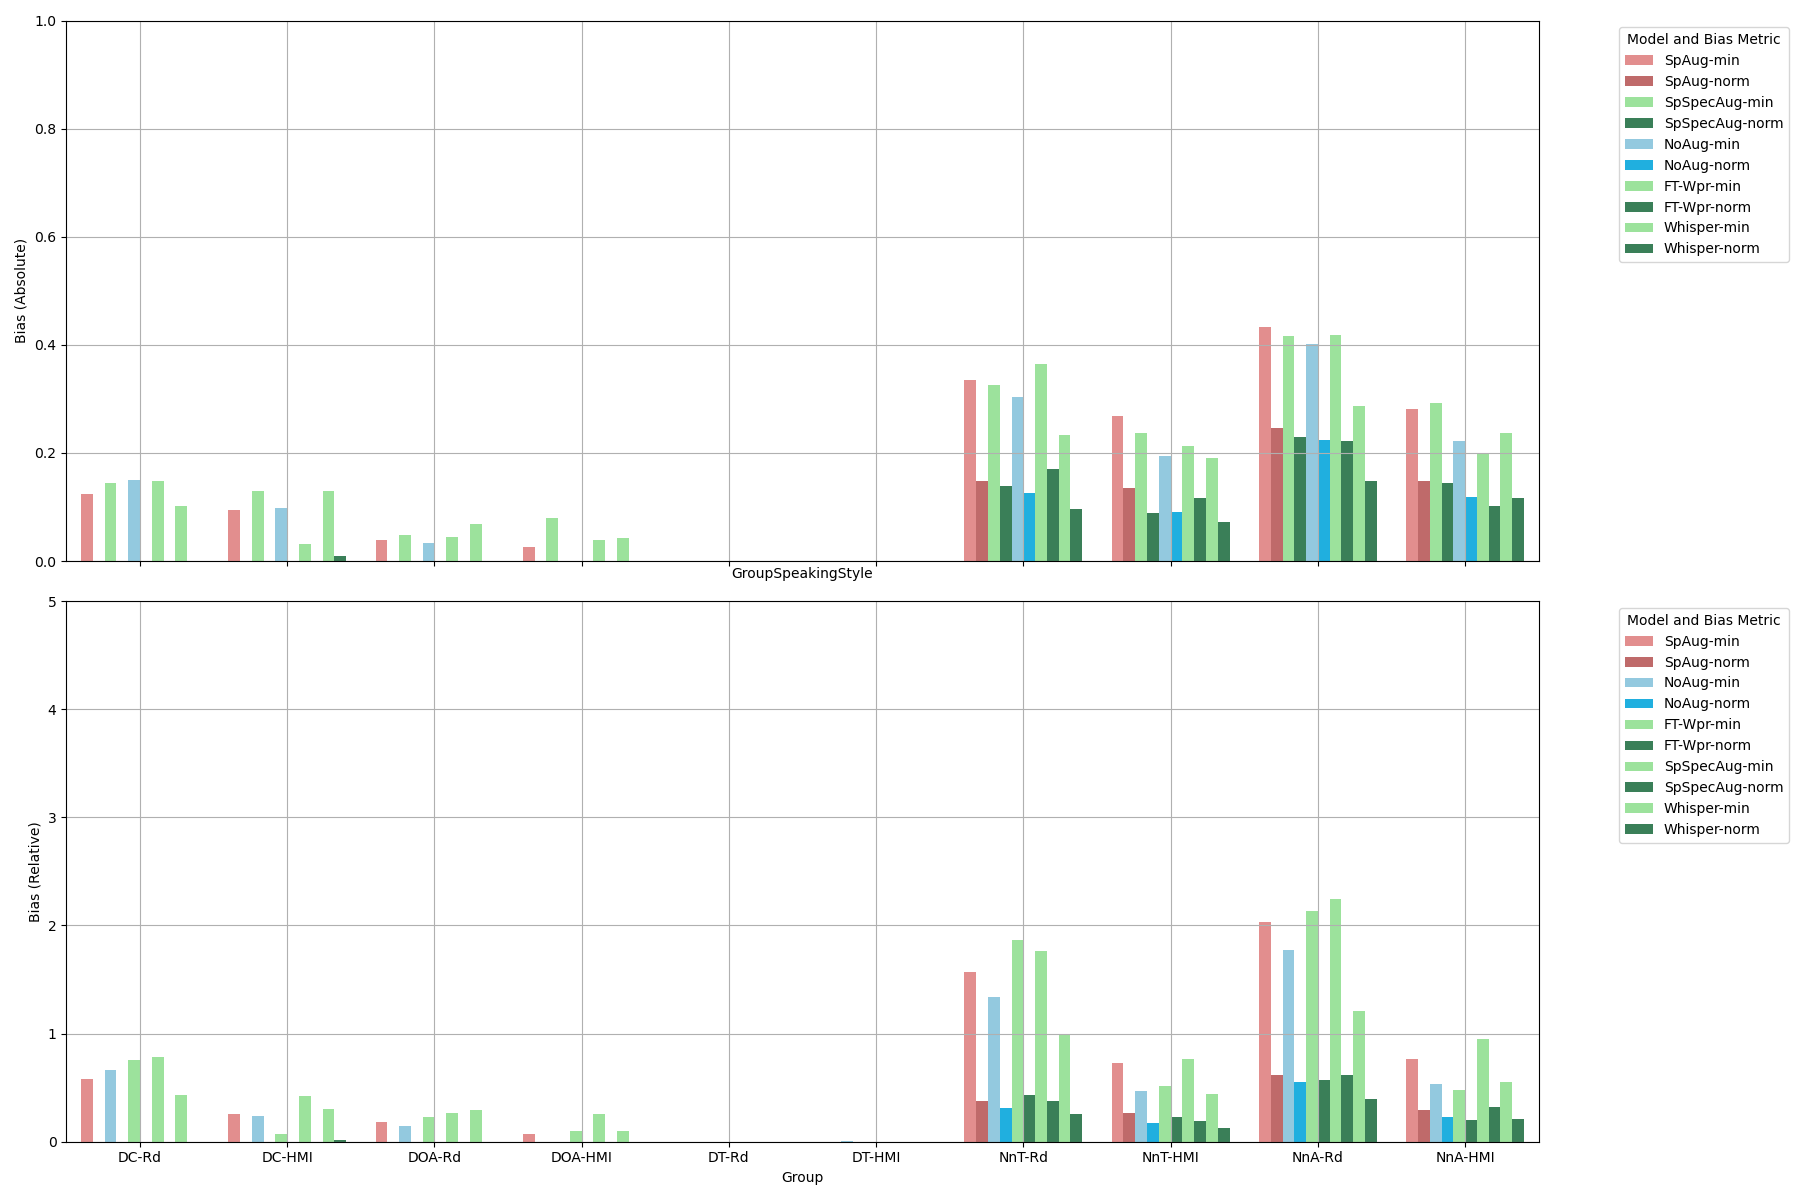 1.0
0.8
0.6
0.4
0.2
0.0
Bias (Absolute)
GroupSpeakingStyle
Model and Bias Metric
SpAug-min
SpAug-norm
SpSpecAug-min
SpSpecAug-norm
NoAug-min
NoAug-norm
FT-Wpr-min
FT-Wpr-norm
Whisper-min
Whisper-norm
5
4
3
2
1
0
Bias (Relative)
DC-Rd
DC-HMI
DOA-Rd
DOA-HMI
DT-Rd
DT-HMI
NnT-Rd
NnT-HMI
NnA-Rd
NnA-HMI
Group
Model and Bias Metric
SpAug-min
SpAug-norm
NoAug-min
NoAug-norm
FT-Wpr-min
FT-Wpr-norm
SpSpecAug-min
SpSpecAug-norm
Whisper-min
Whisper-norm